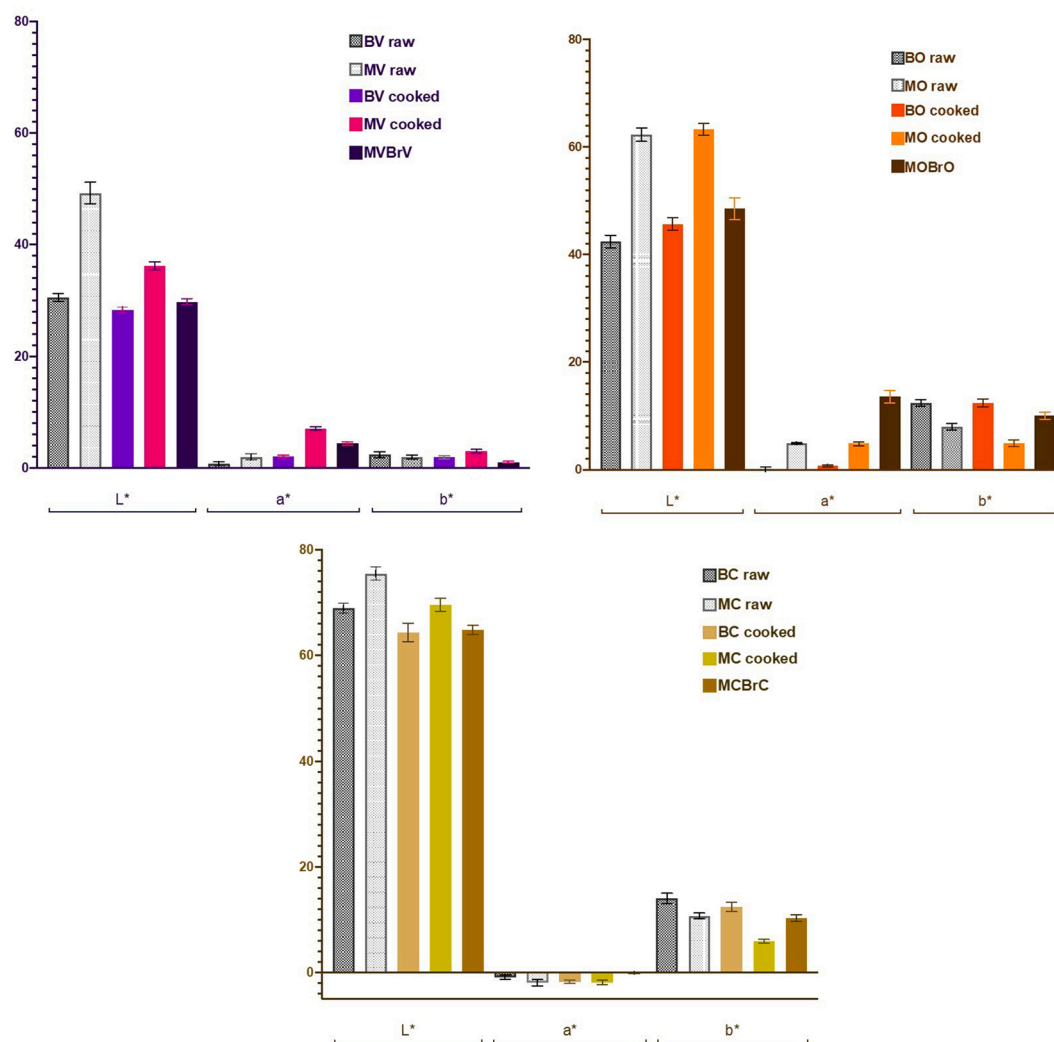 80
60
40
20
0
BV raw
MV raw
BV cooked
MV cooked
MVBrV
L*
a*
b*
80
60
40
20
0
BO raw
MO raw
BO cooked
MO cooked
MOBrO
L*
a*
b*
80
60
40
20
0
BC raw
MC raw
BC cooked
MC cooked
MCBrC
L*
a*
b*